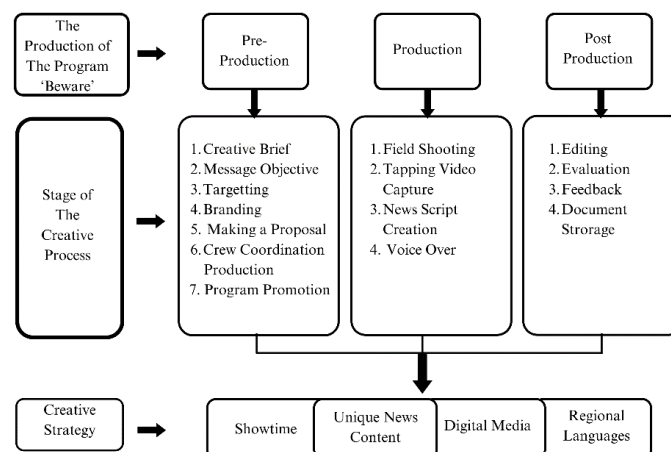 The
Production of
The Program
‘Beware’
Pre-
Production
Production
Post
Production
Stage of
The
Creative
Process
1. Creative Brief
2. Message Objective
3. Targetting
4. Branding
5. Making a Proposal
6. Crew Coordination
Production
7. Program Promotion
1. Field Shooting
2. Tapping Video
Capture
3. News Script
Creation
4. Voice Over
1. Editing
2. Evaluation
3. Feedback
4. Document
Strorage
Creative
Strategy
Showtime
Unique News
Content
Digital Media
Regional
Languages